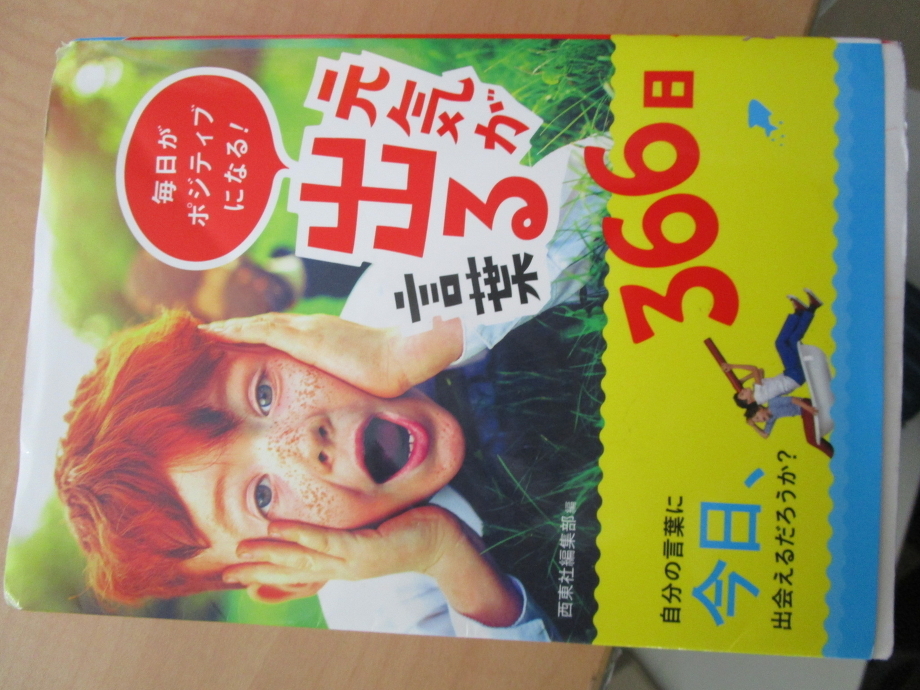 毎日が
ポジティブ
になる!
元気が
出る
言葉
366日
西東社編集部 編
自分の言葉に
今日、
出会えるだろうか?